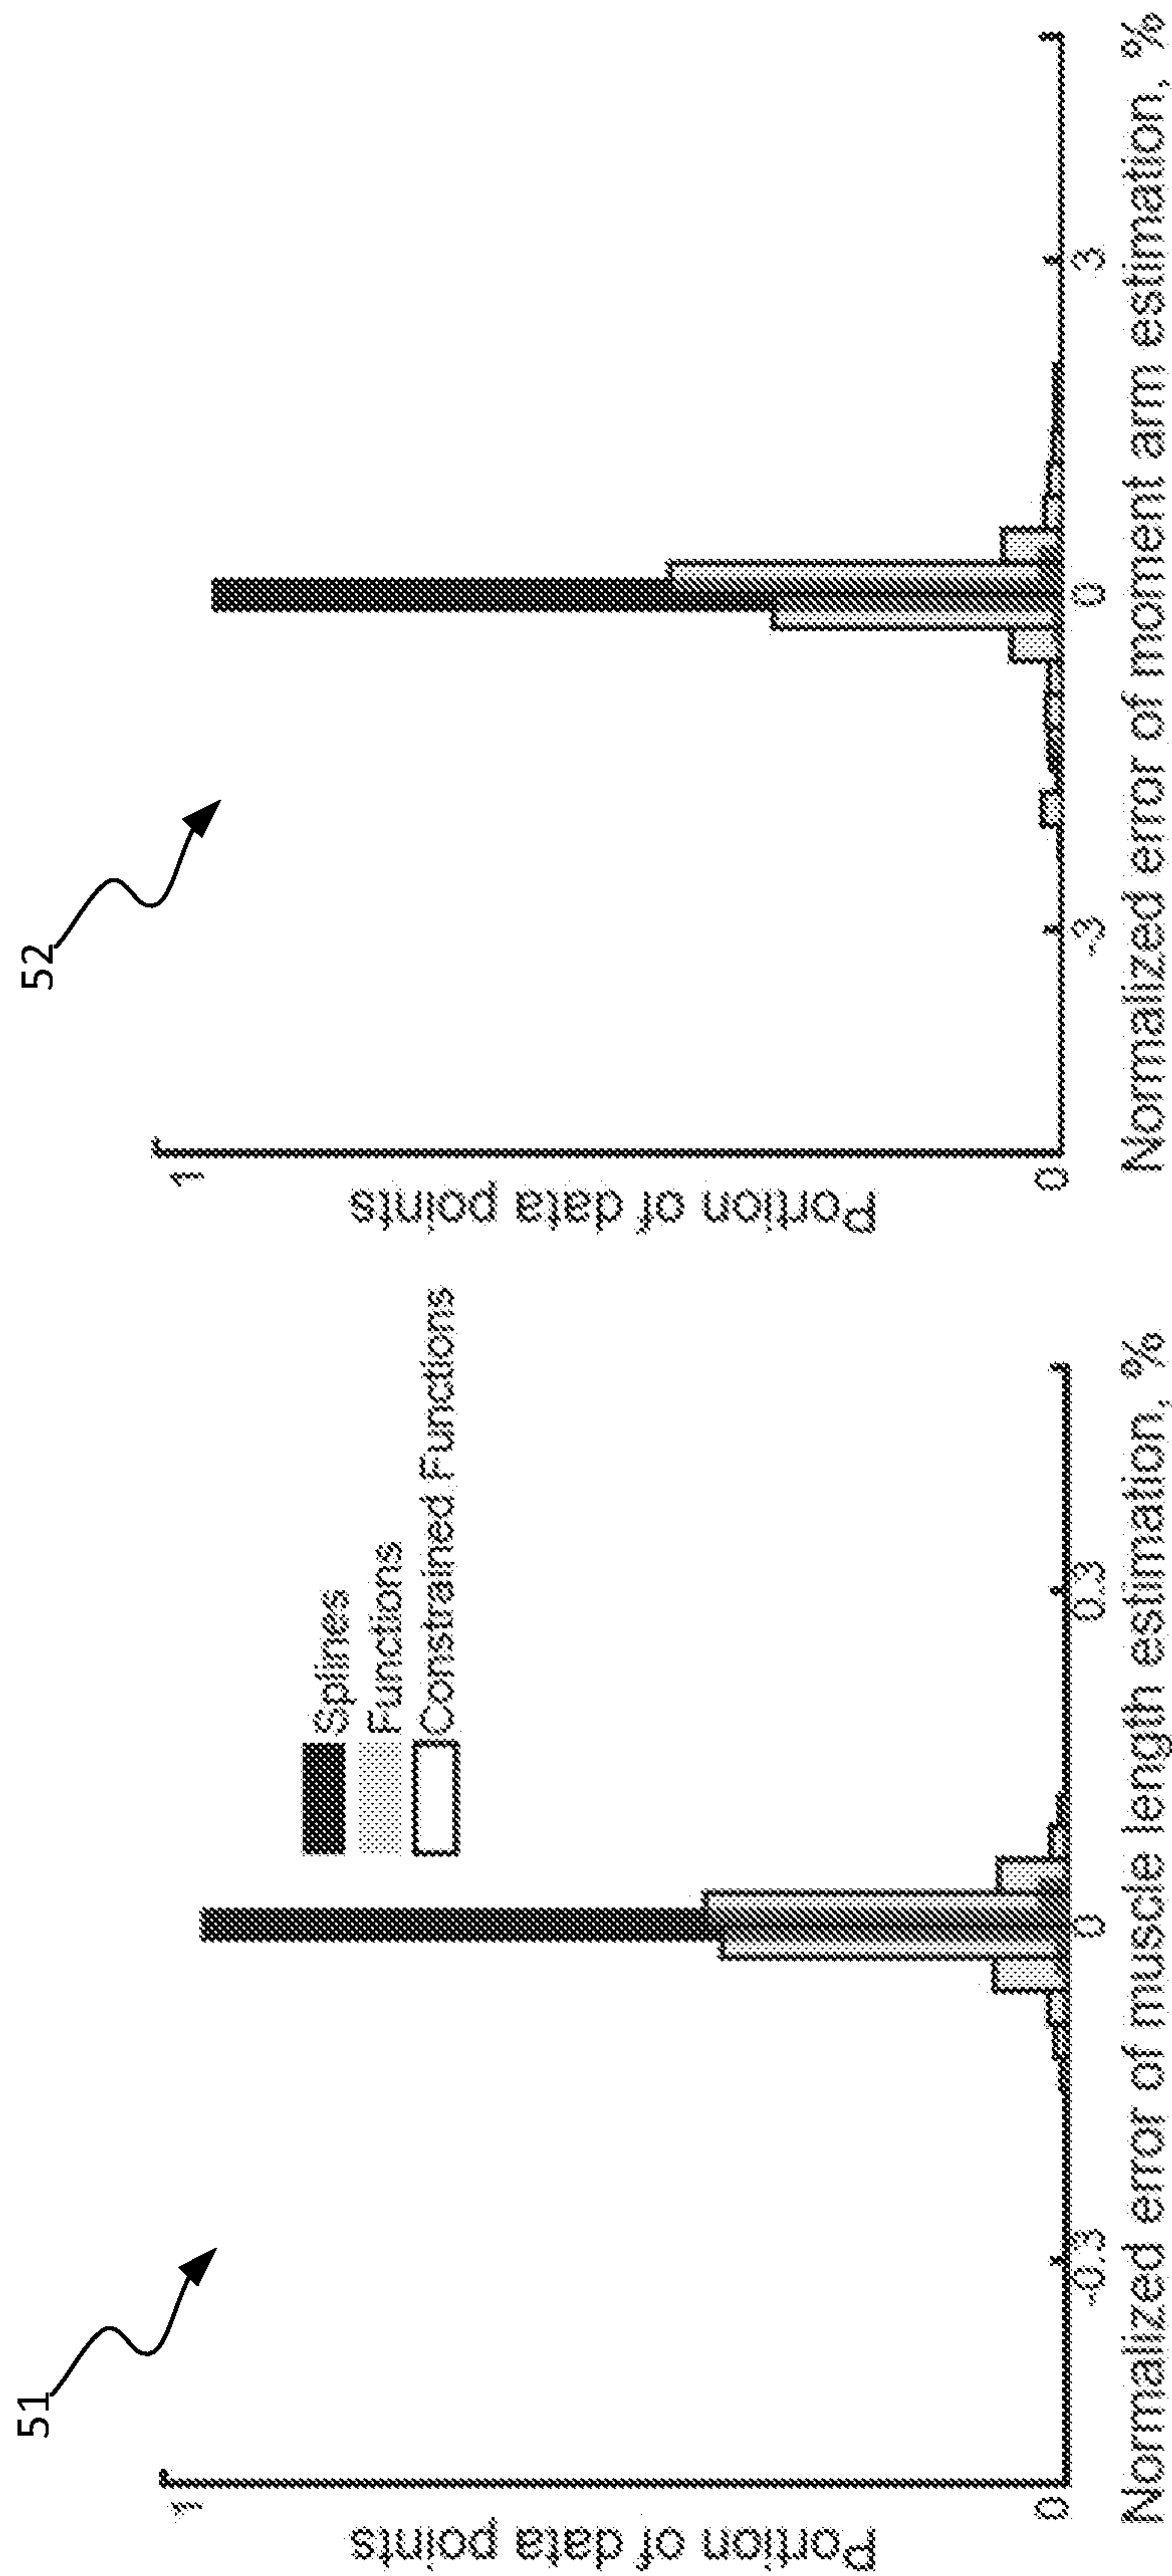 51
1
Portion of data points
0
Splines
Functions
Constrained Functions
-0.3
0
0.3
Normalized error of muscle length estimation, %
52
1
Portion of data points
0
-3
0
3
Normalized error of moment arm estimation, %